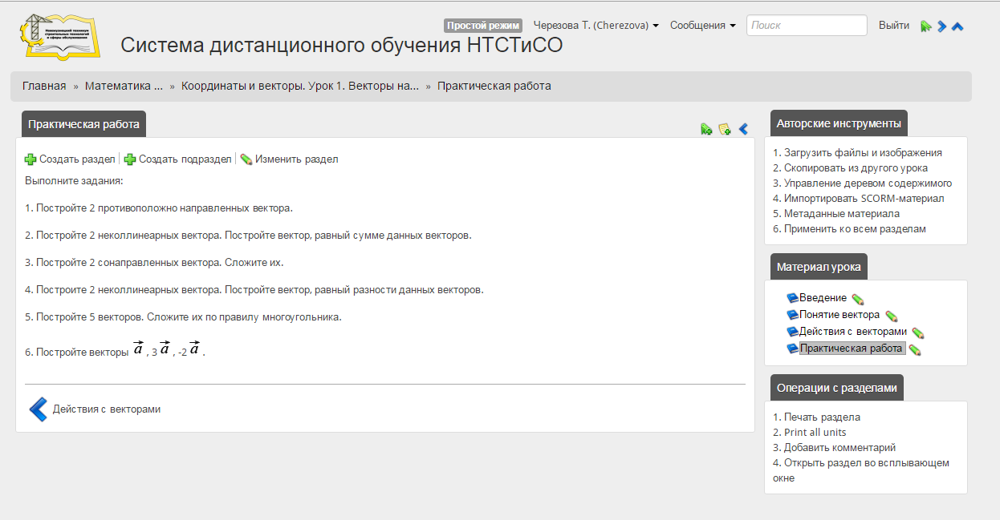 Новокузнецкий техникум
строительных технологий
и сферы обслуживания
Простой режим Черезова Т. (Cherezova) Сообщения Поиск Выйти
Система дистанционного обучения НТСТиСО
Главная » Математика ... » Координаты и векторы. Урок 1. Векторы на... » Практическая работа
Практическая работа
Создать раздел Создать подраздел Изменить раздел
Выполните задания:
1. Постройте 2 противоположно направленных вектора.
2. Постройте 2 неколлинеарных вектора. Постройте вектор, равный сумме данных векторов.
3. Постройте 2 сонаправленных вектора. Сложите их.
4. Построите 2 неколлинеарных вектора. Постройте вектор, равный разности данных векторов.
5. Постройте 5 векторов. Сложите их по правилу многоугольника.
6. Постройте векторы a⃗ , 3 a⃗ , -2 a⃗ .
Действия с векторами
Авторские инструменты
1. Загрузить файлы и изображения
2. Скопировать из другого урока
3. Управление деревом содержимого
4. Импортировать SCORM-материал
5. Метаданные материала
6. Применить ко всем разделам
Материал урока
Введение
Понятие вектора
Действия с векторами
Практическая работа
Операции с разделами
1. Печать раздела
2. Print all units
3. Добавить комментарий
4. Открыть раздел во всплывающем
окне